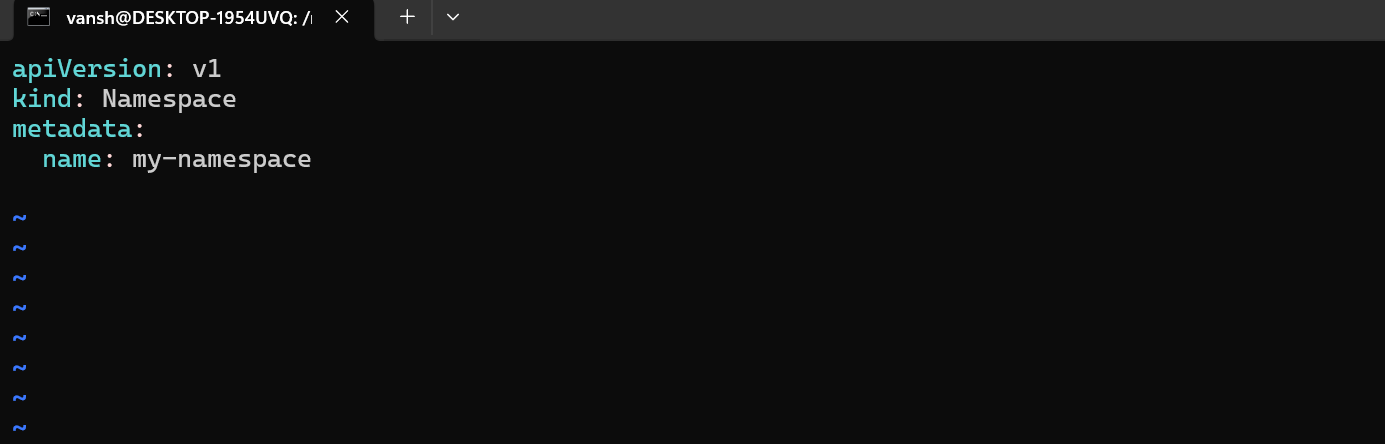 vansh@DESKTOP-1954UVQ: /
apiVersion: v1
kind: Namespace
metadata:
  name: my-namespace
~
~
~
~
~
~
~
~